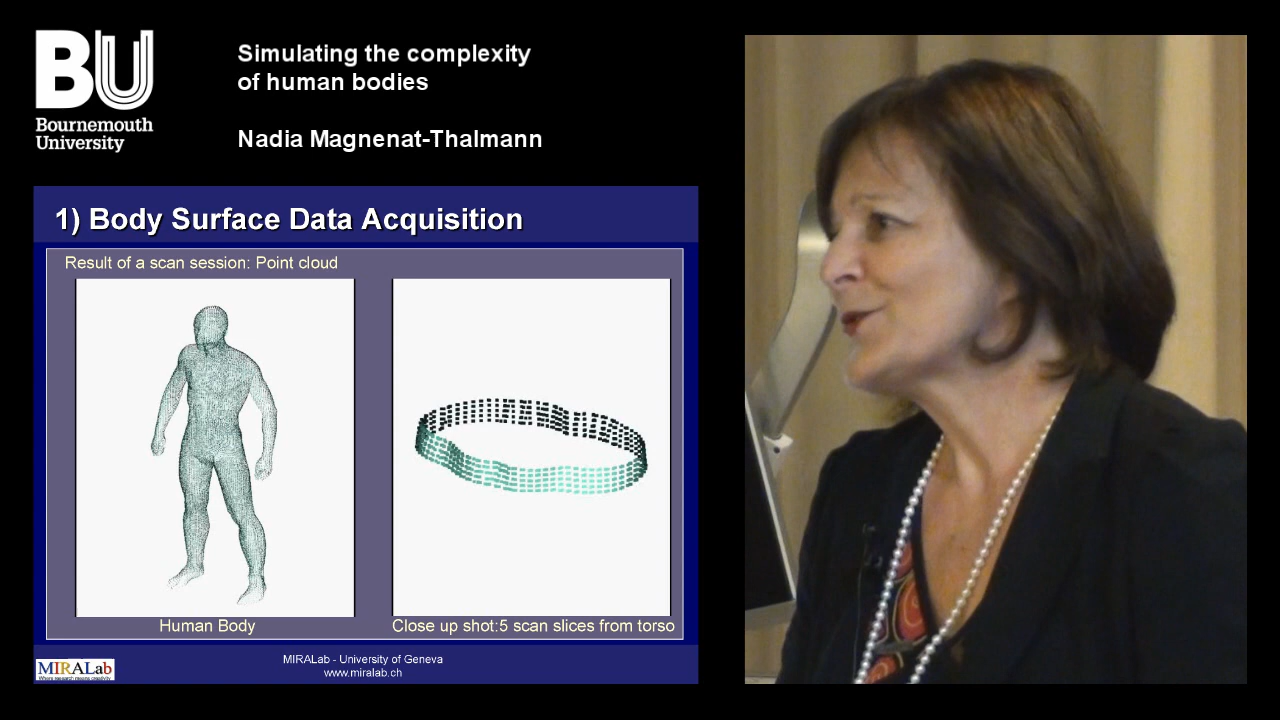 BU
Bournemouth
University
Simulating the complexity
of human bodies
Nadia Magnenat-Thalmann
1) Body Surface Data Acquisition
Result of a scan session: Point cloud
Human Body
Close up shot:5 scan slices from torso
MIRALab
MIRALab - University of Geneva
www.miralab.ch